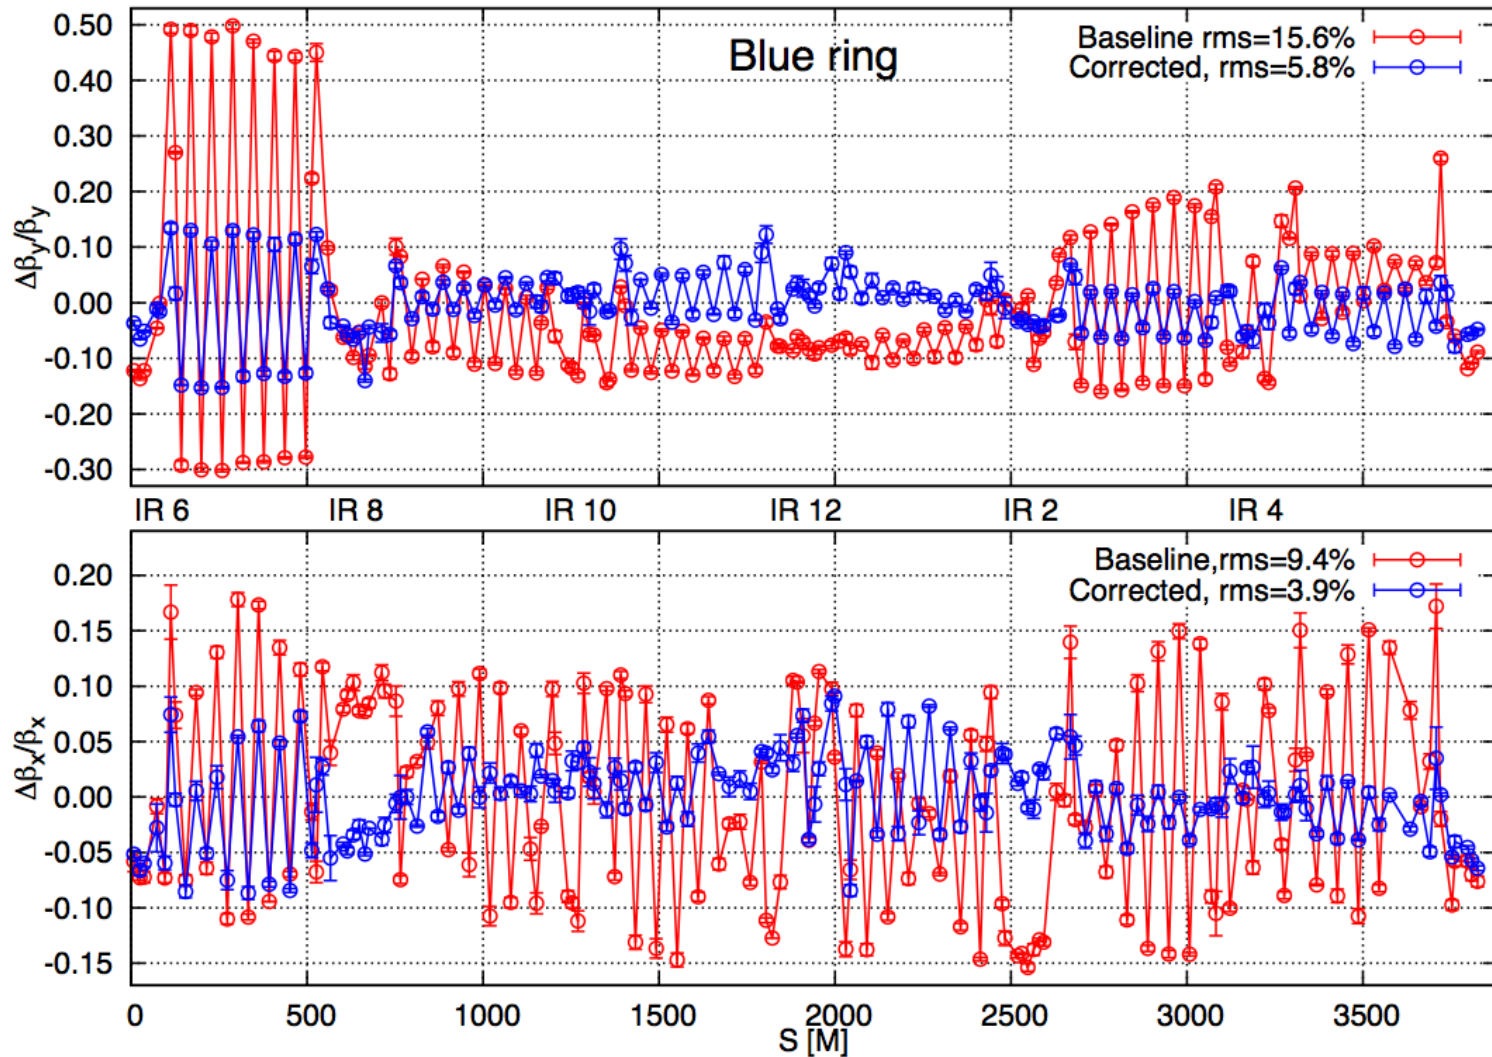 Blue ring
Baseline rms=15.6%
Corrected, rms=5.8%
Δβy/βy
0.50
0.40
0.30
0.20
0.10
0.00
-0.10
-0.20
-0.30
IR 6 IR 8 IR 10 IR 12 IR 2 IR 4
Baseline,rms=9.4%
Corrected, rms=3.9%
Δβx/βx
0.20
0.15
0.10
0.05
0.00
-0.05
-0.10
-0.15
0 500 1000 1500 2000 2500 3000 3500
S [M]